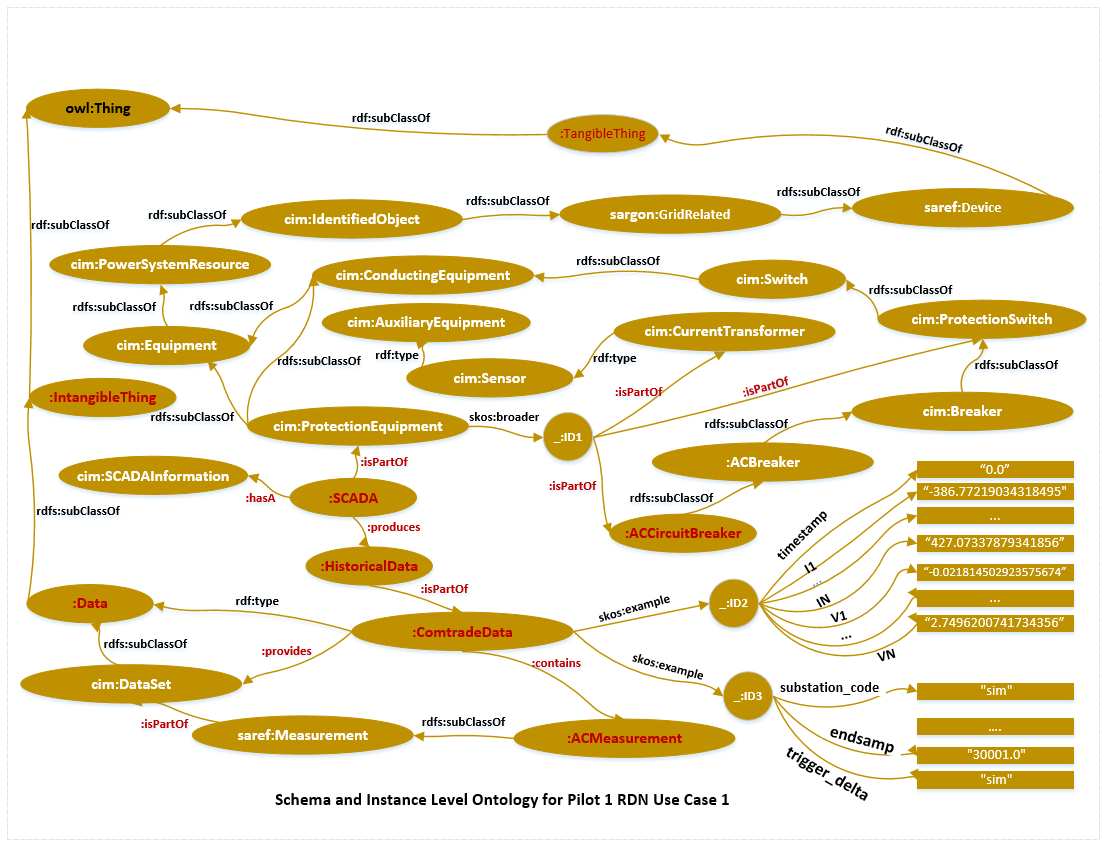 owl:Thing
rdf:subClassOf
:TangibleThing
rdf:subClassOf
rdf:subClassOf
rdf:subClassOf
cim:IdentifiedObject
rdfs:subClassOf
sargon:GridRelated
rdfs:subClassOf
saref:Device
cim:PowerSystemResource
cim:ConductingEquipment
rdfs:subClassOf
cim:Switch
rdfs:subClassOf
rdfs:subClassOf
rdfs:subClassOf
cim:AuxiliaryEquipment
cim:CurrentTransformer
cim:ProtectionSwitch
cim:Equipment
rdf:type
rdf:type
rdfs:subClassOf
rdfs:subClassOf
cim:Sensor
:isPartOf
:isPartOf
:IntangibleThing
rdfs:subClassOf
cim:ProtectionEquipment
skos:broader
_:ID1
rdfs:subClassOf
cim:Breaker
:isPartOf
:ACBreaker
cim:SCADAInformation
:hasA
:SCADA
:isPartOf
rdfs:subClassOf
rdfs:subClassOf
:produces
:ACCircuitBreaker
:HistoricalData
:isPartOf
timestamp
I1
...
IN
V1
...
VN
“0.0”
“-386.77219034318495"
...
“427.07337879341856”
“-0.021814502923575674”
...
“2.7496200741734356”
:Data
rdf:type
:ComtradeData
skos:example
_:ID2
rdfs:subClassOf
:provides
:contains
skos:example
cim:DataSet
_:ID3
substation_code
"sim"
:isPartOf
saref:Measurement
rdfs:subClassOf
:ACMeasurement
....
endsamp
"30001.0"
trigger_delta
"sim"
Schema and Instance Level Ontology for Pilot 1 RDN Use Case 1